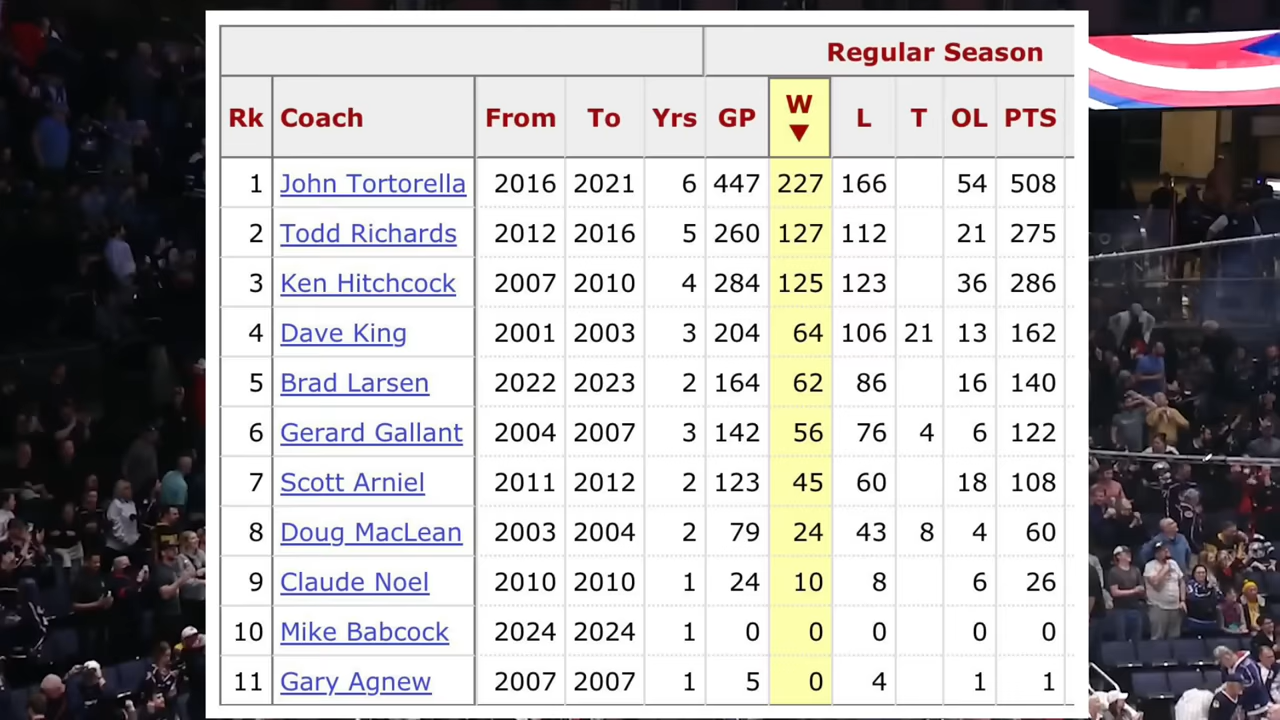 Regular Season
Rk Coach From To Yrs GP W ▼ L T OL PTS
1 John Tortorella 2016 2021 6 447 227 166 54 508
2 Todd Richards 2012 2016 5 260 127 112 21 275
3 Ken Hitchcock 2007 2010 4 284 125 123 36 286
4 Dave King 2001 2003 3 204 64 106 21 13 162
5 Brad Larsen 2022 2023 2 164 62 86 16 140
6 Gerard Gallant 2004 2007 3 142 56 76 4 6 122
7 Scott Arniel 2011 2012 2 123 45 60 18 108
8 Doug MacLean 2003 2004 2 79 24 43 8 4 60
9 Claude Noel 2010 2010 1 24 10 8 6 26
10 Mike Babcock 2024 2024 1 0 0 0 0 0
11 Gary Agnew 2007 2007 1 5 0 4 1 1